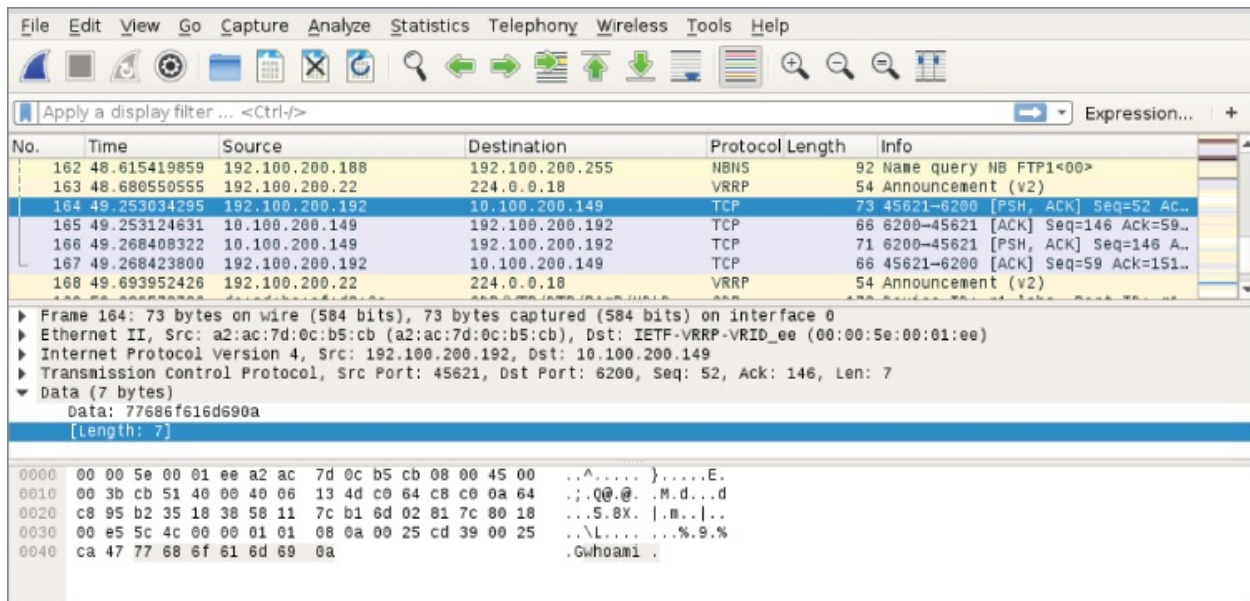 File Edit View Go Capture Analyze Statistics Telephony Wireless Tools Help
Apply a display filter ... <Ctrl-/> Expression... +
No. Time Source Destination Protocol Length Info
162 48.615419859 192.100.200.188 192.100.200.255 NBNS 92 Name query NB FTP1<00>
163 48.680550555 192.100.200.22 224.0.0.18 VRRP 54 Announcement (v2)
164 49.253034295 192.100.200.192 10.100.200.149 TCP 73 45621→6200 [PSH, ACK] Seq=52 Ac…
165 49.253124631 10.100.200.149 192.100.200.192 TCP 66 6200→45621 [ACK] Seq=146 Ack=59…
166 49.268408322 10.100.200.149 192.100.200.192 TCP 71 6200→45621 [PSH, ACK] Seq=146 A…
167 49.268423800 192.100.200.192 10.100.200.149 TCP 66 45621→6200 [ACK] Seq=59 Ack=151…
168 49.693952426 192.100.200.22 224.0.0.18 VRRP 54 Announcement (v2)
Frame 164: 73 bytes on wire (584 bits), 73 bytes captured (584 bits) on interface 0
Ethernet II, Src: a2:ac:7d:0c:b5:cb (a2:ac:7d:0c:b5:cb), Dst: IETF-VRRP-VRID_ee (00:00:5e:00:01:ee)
Internet Protocol Version 4, Src: 192.100.200.192, Dst: 10.100.200.149
Transmission Control Protocol, Src Port: 45621, Dst Port: 6200, Seq: 52, Ack: 146, Len: 7
Data (7 bytes)
Data: 77686f616d690a
[Length: 7]
0000 00 00 5e 00 01 ee a2 ac 7d 0c b5 cb 08 00 45 00 ..^..... }.....E.
0010 00 3b cb 51 40 00 40 06 13 4d c0 64 c8 c0 0a 64 .;.Q@.@. .M.d...d
0020 c8 95 b2 35 18 38 58 11 7c b1 6d 02 81 7c 80 18 ...5.8X. |.m..|..
0030 00 e5 5c 4c 00 00 01 01 08 0a 00 25 cd 39 00 25 ..\L.... ...%.9.%
0040 ca 47 77 68 6f 61 6d 69 0a .Gwhoami .